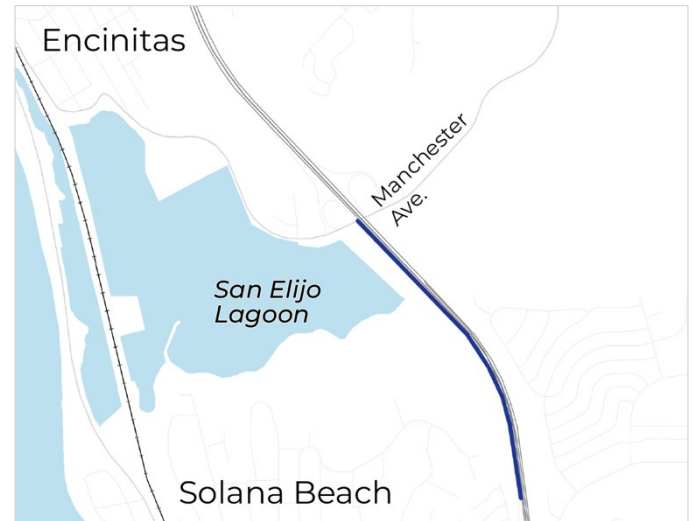 Encinitas
Manchester
Ave.
San Elijo
Lagoon
Solana Beach